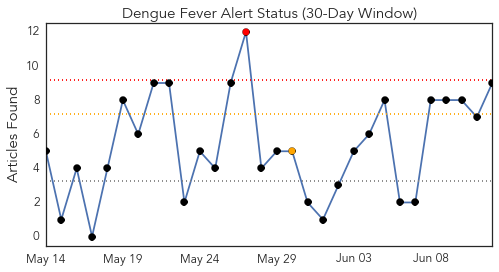 Dengue Fever Alert Status (30-Day Window)
Articles Found
12
10
8
6
4
2
0
May 14 May 19 May 24 May 29 Jun 03 Jun 08